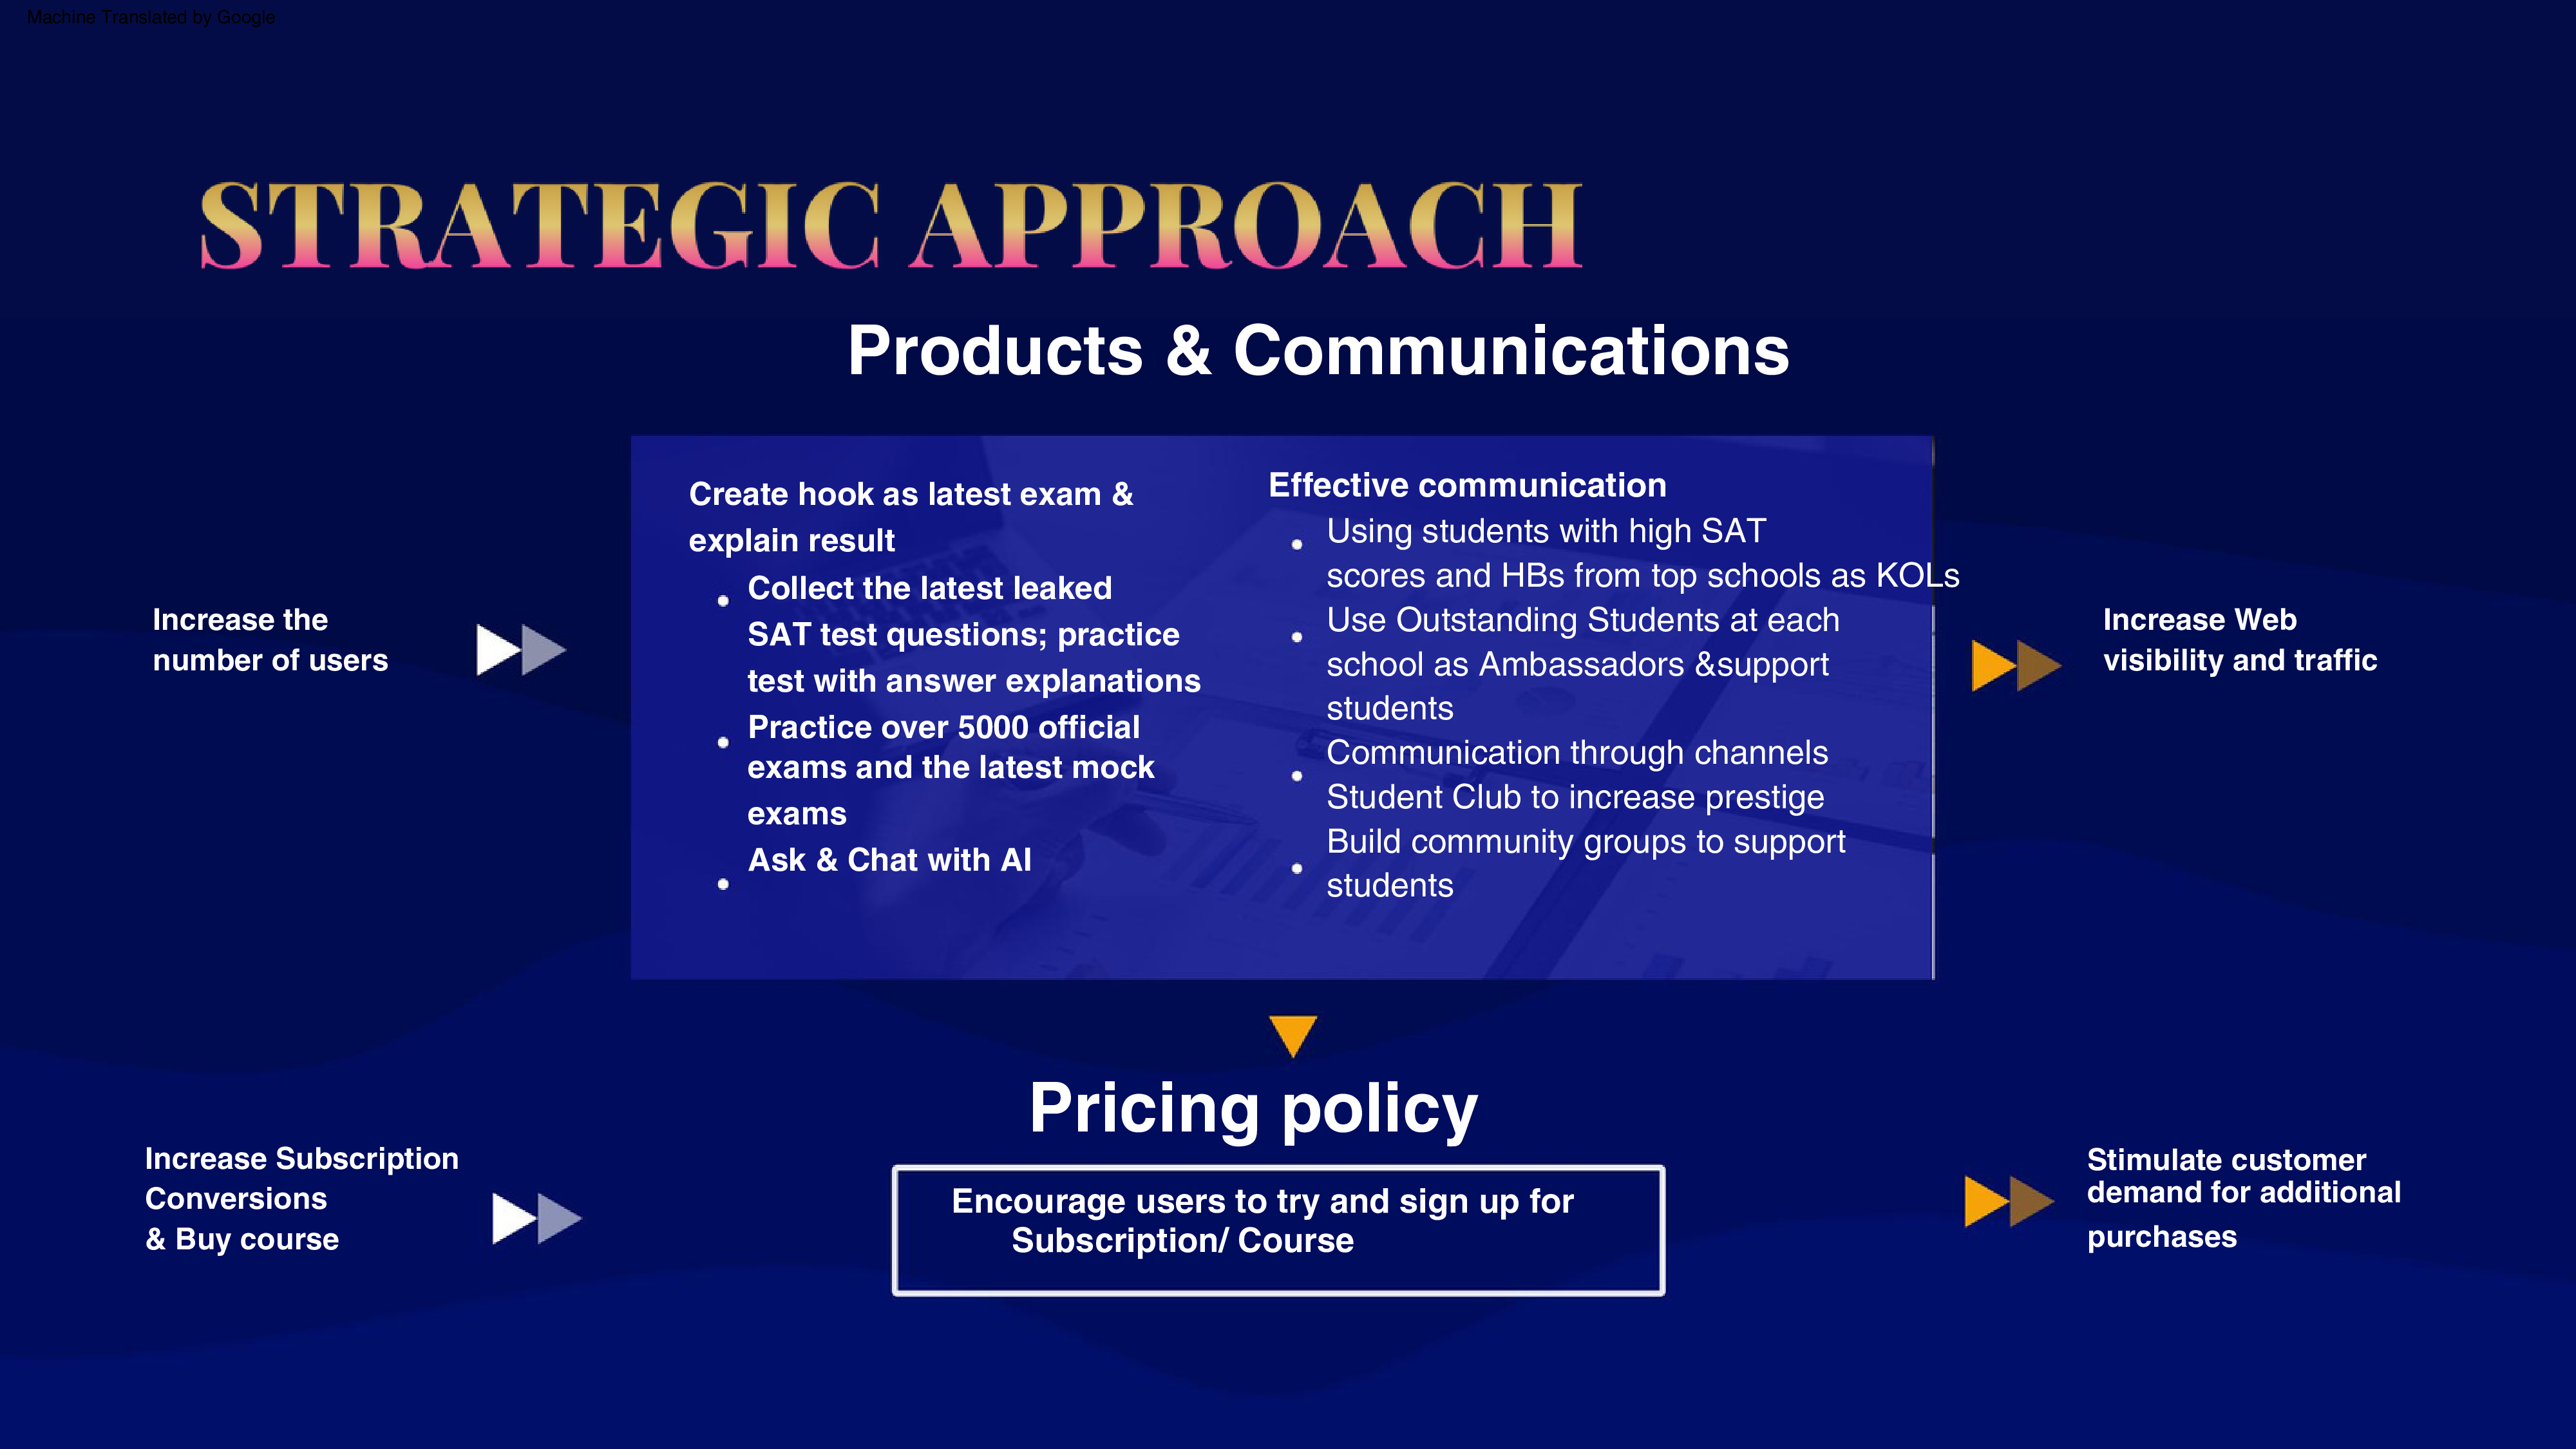 Machine Translated by Google
STRATEGIC APPROACH
Products & Communications
Increase the
number of users
Create hook as latest exam &
explain result
Collect the latest leaked
SAT test questions; practice
test with answer explanations
Practice over 5000 official
exams and the latest mock
exams
Ask & Chat with AI
Effective communication
Using students with high SAT
scores and HBs from top schools as KOLs
Use Outstanding Students at each
school as Ambassadors &support
students
Communication through channels
Student Club to increase prestige
Build community groups to support
students
Increase Web
visibility and traffic
Pricing policy
Increase Subscription
Conversions
& Buy course
Encourage users to try and sign up for
Subscription/ Course
Stimulate customer
demand for additional
purchases